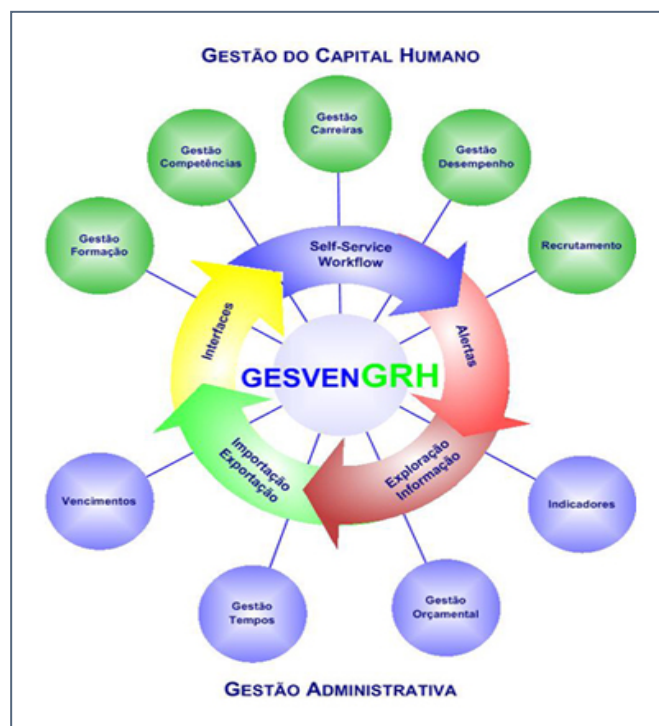 GESTÃO DO CAPITAL HUMANO
Gestão
Carreiras
Gestão
Competências
Gestão
Desempenho
Gestão
Formação
Recrutamento
Self-Service
Workflow
Interfaces
Alertas
GESVENGRH
Importação
Exportação
Exploração
Informação
Vencimentos
Indicadores
Gestão
Tempos
Gestão
Orçamental
GESTÃO ADMINISTRATIVA